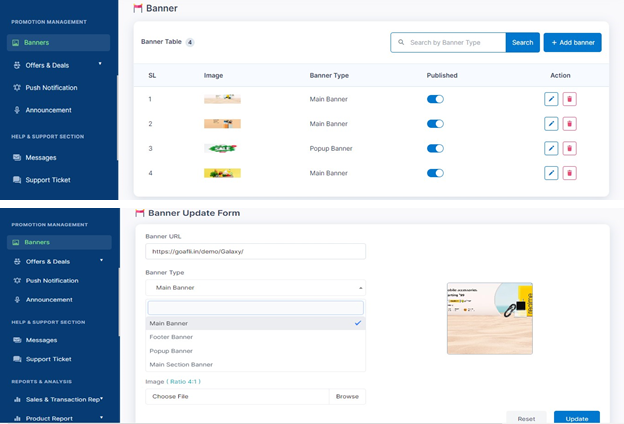 PROMOTION MANAGEMENT
Banners
Offers & Deals
Push Notification
Announcement
HELP & SUPPORT SECTION
Messages
Support Ticket
Banner
Banner Table 4
Search by Banner Type
Search
+ Add banner
SL Image Banner Type Published Action
1 Main Banner
2 Main Banner
3 SALE Popup Banner
4 Main Banner
PROMOTION MANAGEMENT
Banners
Offers & Deals
Push Notification
Announcement
HELP & SUPPORT SECTION
Messages
Support Ticket
REPORTS & ANALYSIS
Sales & Transaction Rep
Product Report
Banner Update Form
Banner URL
https://goafii.in/demo/Galaxy/
Banner Type
Main Banner
Main Banner
Footer Banner
Popup Banner
Main Section Banner
Image ( Ratio 4:1 )
Choose File Browse
Reset Update